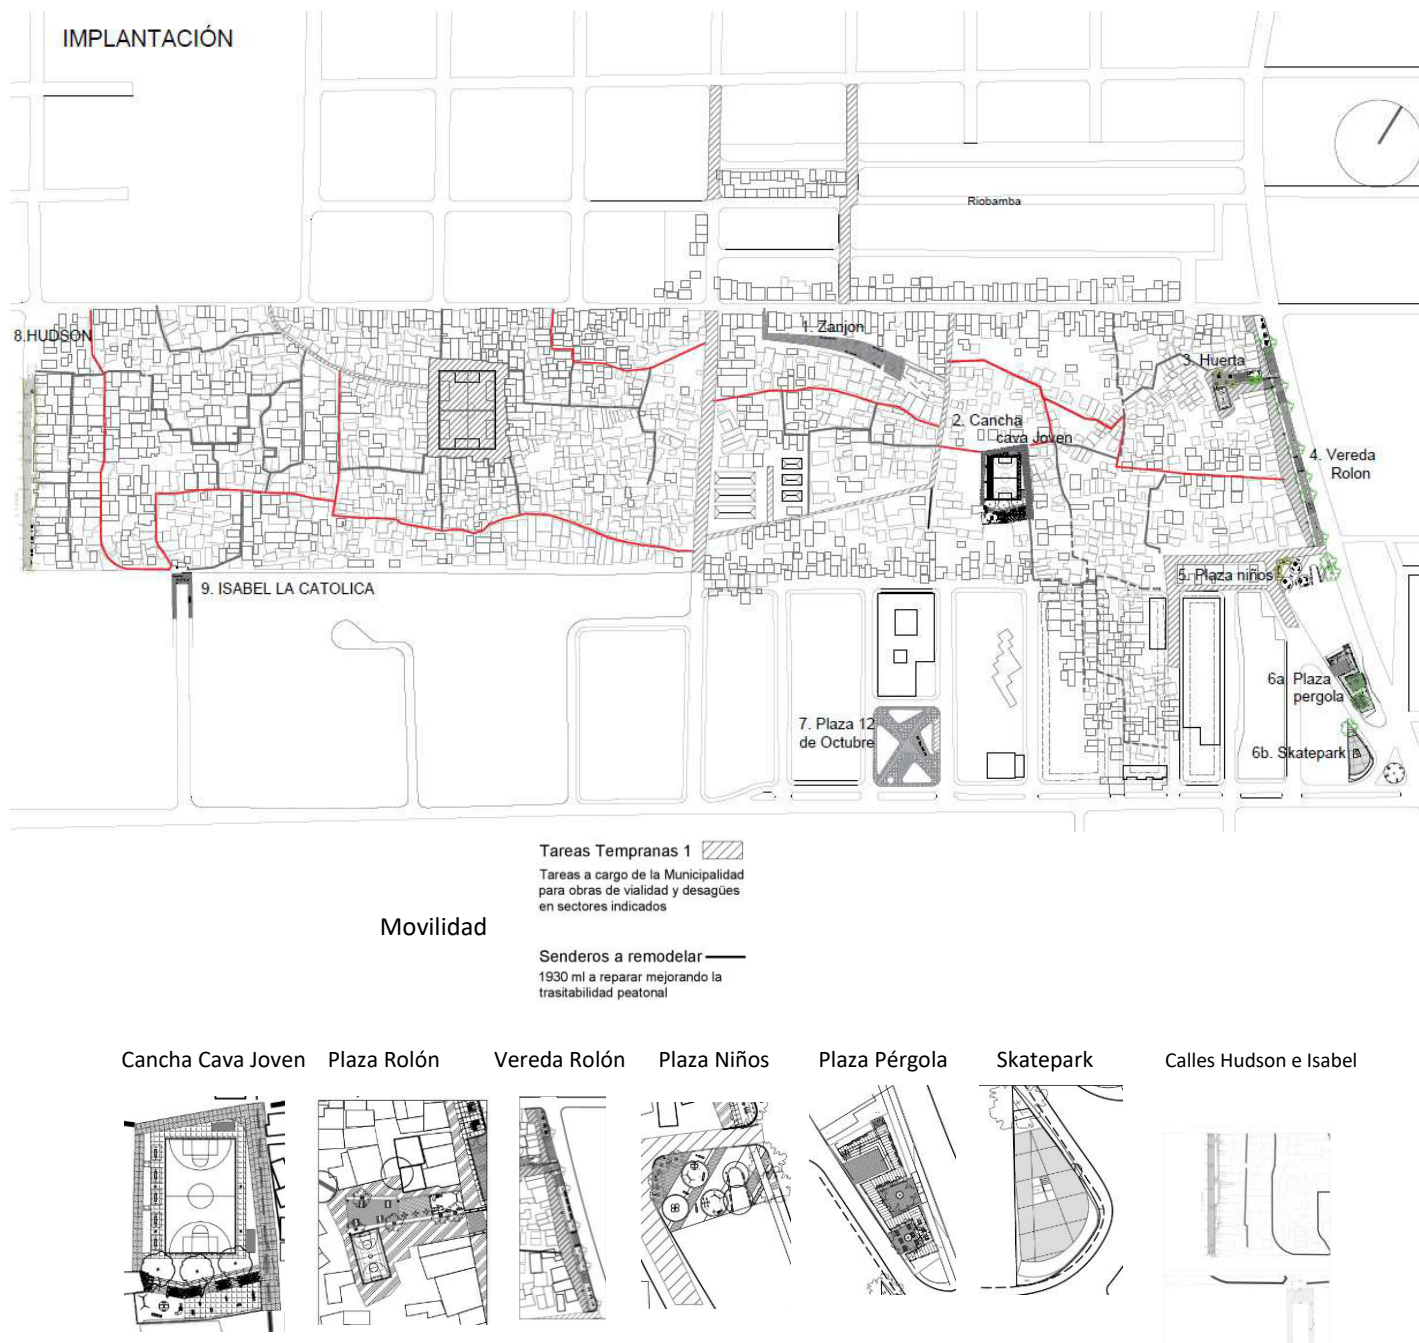 IMPLANTACIÓN
Riobamba
8.HUDSON
1. Zanjon
3. Huerta
2. Cancha
cava Joven
4. Vereda
Rolon
5. Plaza niños
9. ISABEL LA CATOLICA
6a. Plaza
pergola
7. Plaza 12
de Octubre
6b. Skatepark
Tareas Tempranas 1
Tareas a cargo de la Municipalidad
para obras de vialidad y desagües
en sectores indicados
Movilidad
Senderos a remodelar
1930 ml a reparar mejorando la
trasitabilidad peatonal
Cancha Cava Joven
Plaza Rolón
Vereda Rolón
Plaza Niños
Plaza Pérgola
Skatepark
Calles Hudson e Isabel